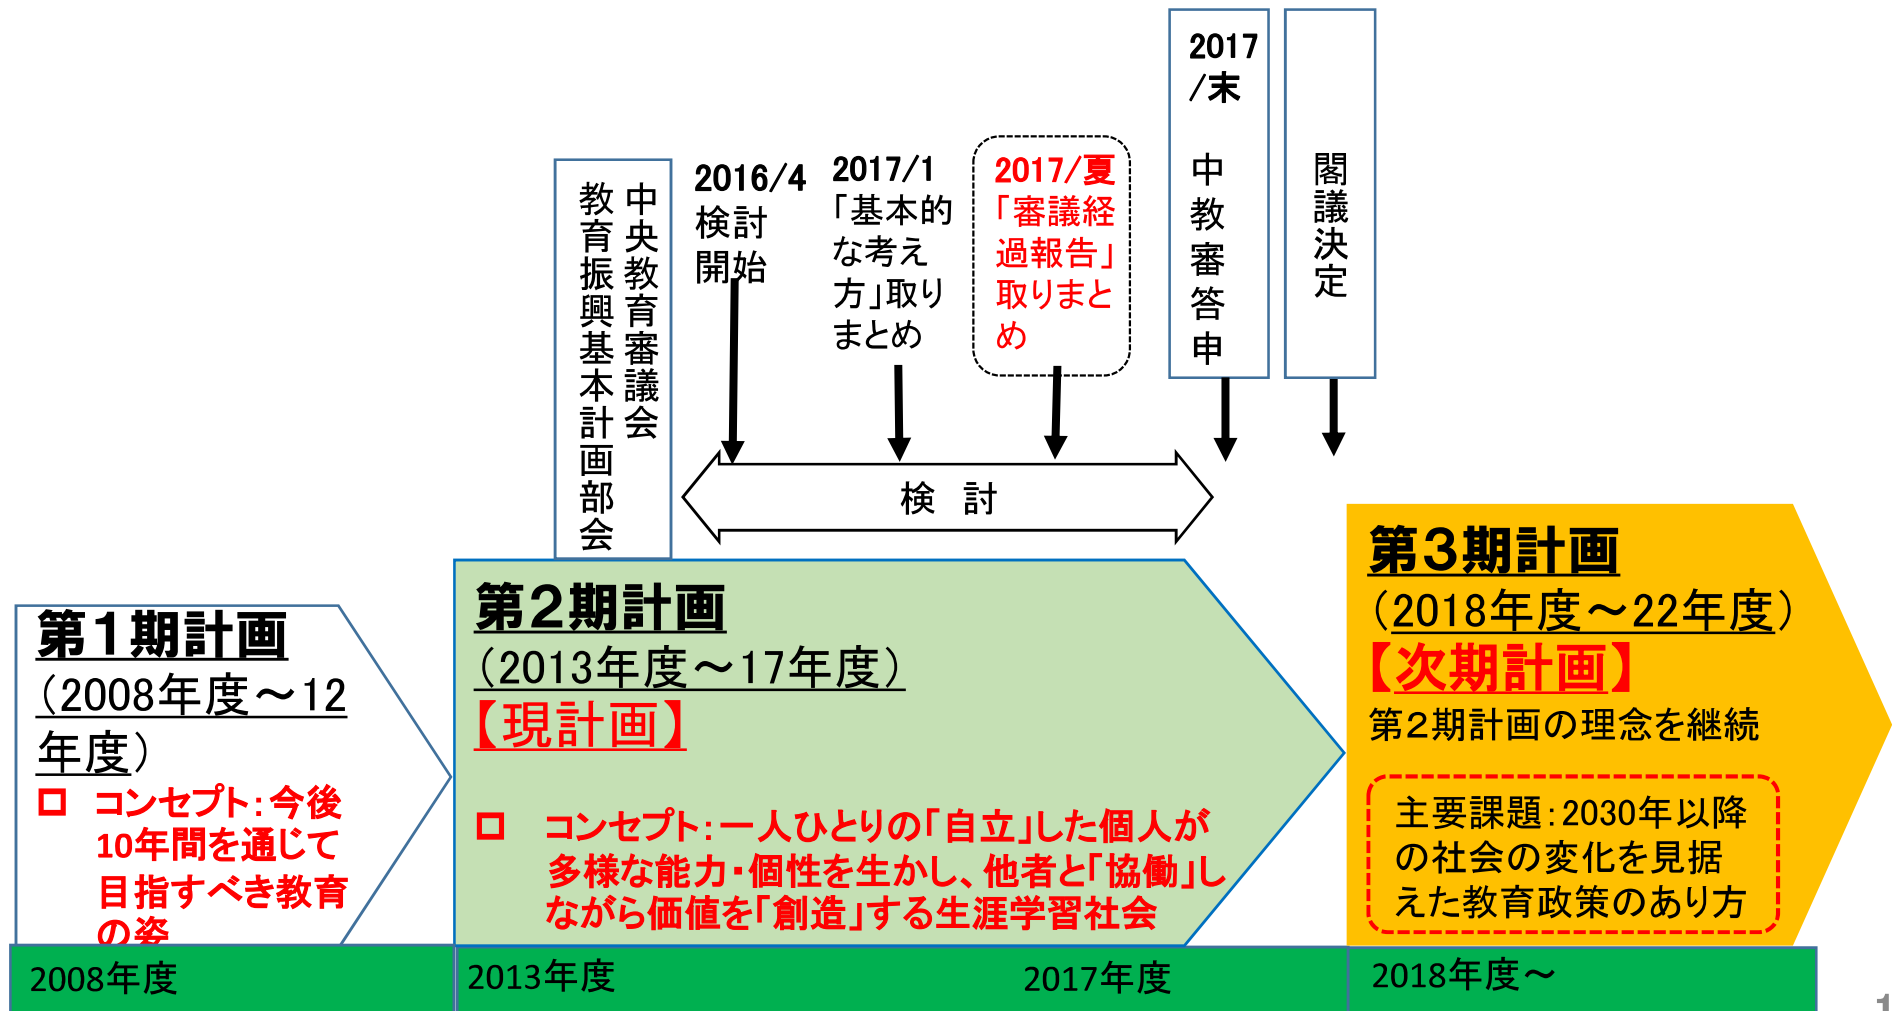 2017
/末
中教審答申
閣議決定
中央教育審議会
教育振興基本計画部会
2016/4
検討
開始
2017/1
「基本的
な考え
方」取り
まとめ
2017/夏
「審議経
過報告」
取りまと
め
検 討
第１期計画
（2008年度～12
年度）
コンセプト：今後
10年間を通じて
目指すべき教育
の姿
第２期計画
（2013年度～17年度）
【現計画】
コンセプト：一人ひとりの「自立」した個人が
多様な能力・個性を生かし、他者と「協働」し
ながら価値を「創造」する生涯学習社会
第３期計画
（2018年度～22年度）
【次期計画】
第２期計画の理念を継続
主要課題：2030年以降
の社会の変化を見据
えた教育政策のあり方
2008年度
2013年度
2017年度
2018年度～
1